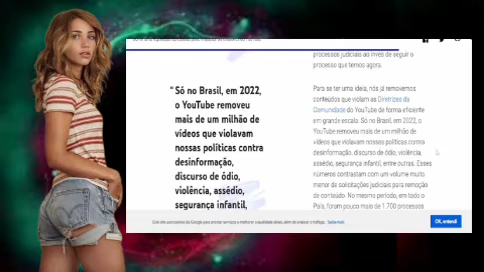 processos judiciais ao invés de seguir o
processo que temos agora.
"Só no Brasil, em 2022,
o YouTube removeu
mais de um milhão de
vídeos que violavam
nossas políticas contra
desinformação,
discurso de ódio,
violência, assédio,
segurança infantil,
Para se ter uma ideia, nós já removemos
conteúdos que violam as Diretrizes da
Comunidade do YouTube de forma eficiente
em grande escala. Só no Brasil, em 2022, o
YouTube removeu mais de um milhão de
vídeos que violavam nossas políticas contra
desinformação, discurso de ódio, violência,
assédio, segurança infantil, entre outras. Esses
números contrastam com um volume muito
menor de solicitações judiciais para remoção
de conteúdo. No mesmo período, em todo o
País, foram pouco mais de 1.700 processos
OK, entendi